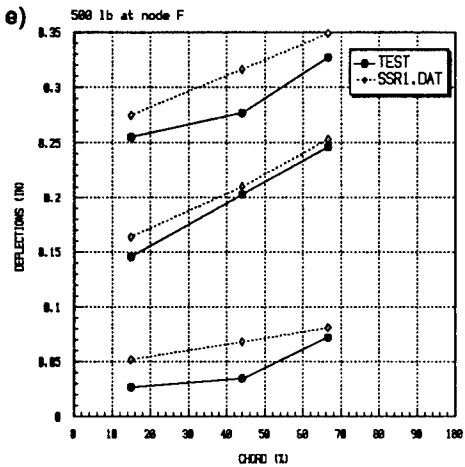 e)
500 lb at node F
0.35
0.3
0.25
0.2
0.15
0.1
0.05
0
DEFLECTIONS (IN)
TEST
SSR1.DAT
0 10 20 30 40 50 60 70 80 90 100
CHORD (%)